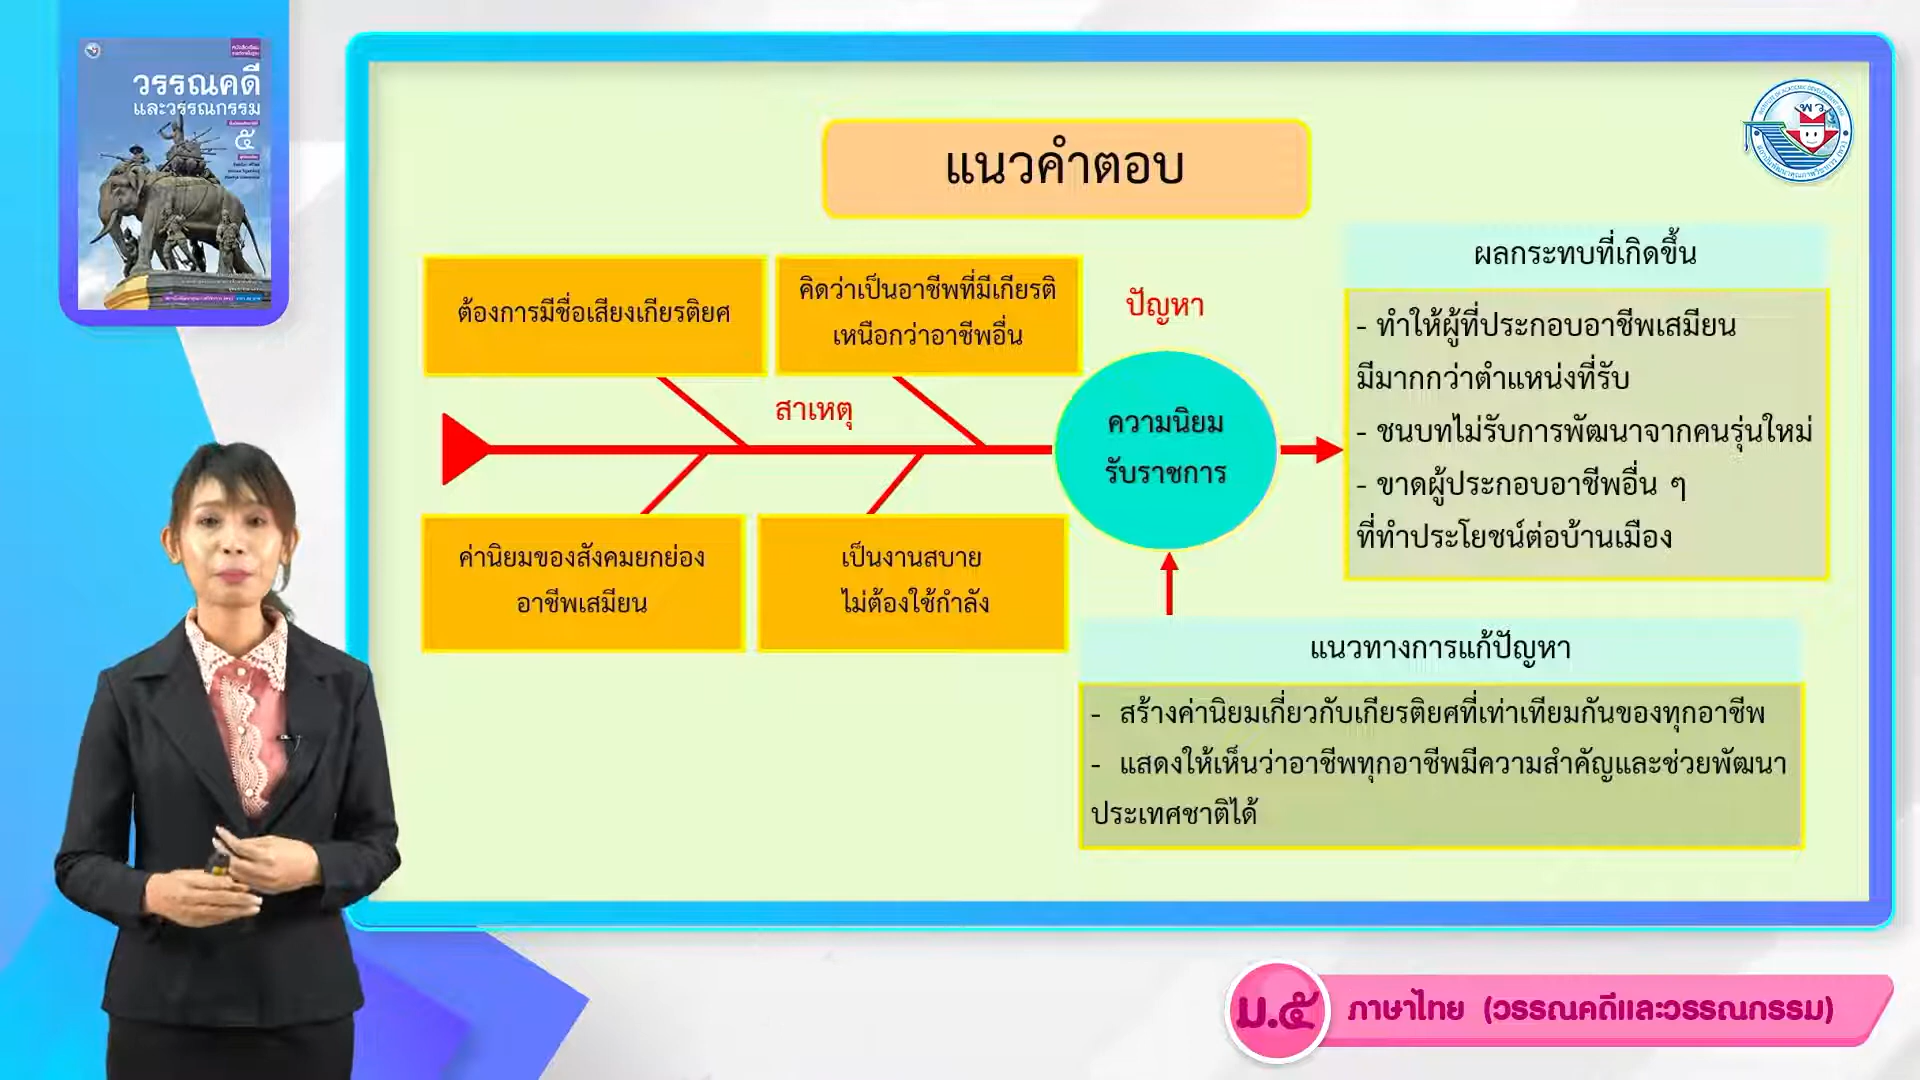 วรรณคดี
และวรรณกรรม
๕
แนวคำตอบ
ต้องการมีชื่อเสียงเกียรติยศ
คิดว่าเป็นอาชีพที่มีเกียรติ
เหนือกว่าอาชีพอื่น
ปัญหา
สาเหตุ
ความนิยม
รับราชการ
ค่านิยมของสังคมยกย่อง
อาชีพเสมียน
เป็นงานสบาย
ไม่ต้องใช้กำลัง
ผลกระทบที่เกิดขึ้น
- ทำให้ผู้ที่ประกอบอาชีพเสมียน
มีมากกว่าตำแหน่งที่รับ
- ชนบทไม่รับการพัฒนาจากคนรุ่นใหม่
- ขาดผู้ประกอบอาชีพอื่น ๆ
ที่ทำประโยชน์ต่อบ้านเมือง
แนวทางการแก้ปัญหา
- สร้างค่านิยมเกี่ยวกับเกียรติยศที่เท่าเทียมกันของทุกอาชีพ
- แสดงให้เห็นว่าอาชีพทุกอาชีพมีความสำคัญและช่วยพัฒนา
ประเทศชาติได้
พว
ม.๕
ภาษาไทย (วรรณคดีและวรรณกรรม)